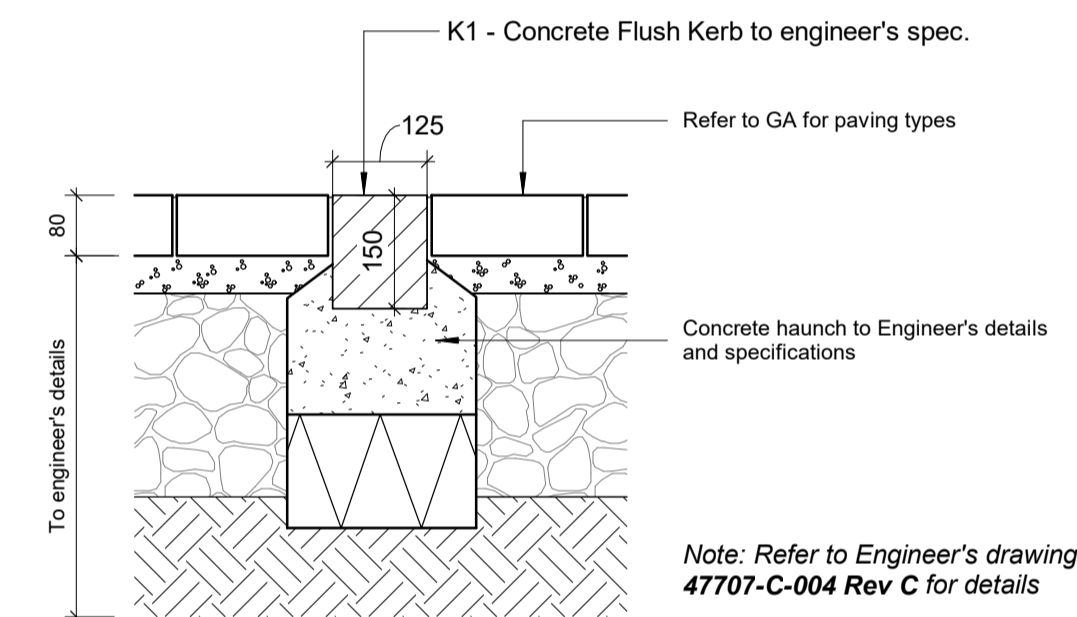 K1 - Concrete Flush Kerb to engineer's spec.
125
Refer to GA for paving types
80
150
Concrete haunch to Engineer's details
and specifications
To engineer's details
Note: Refer to Engineer's drawing
47707-C-004 Rev C for details